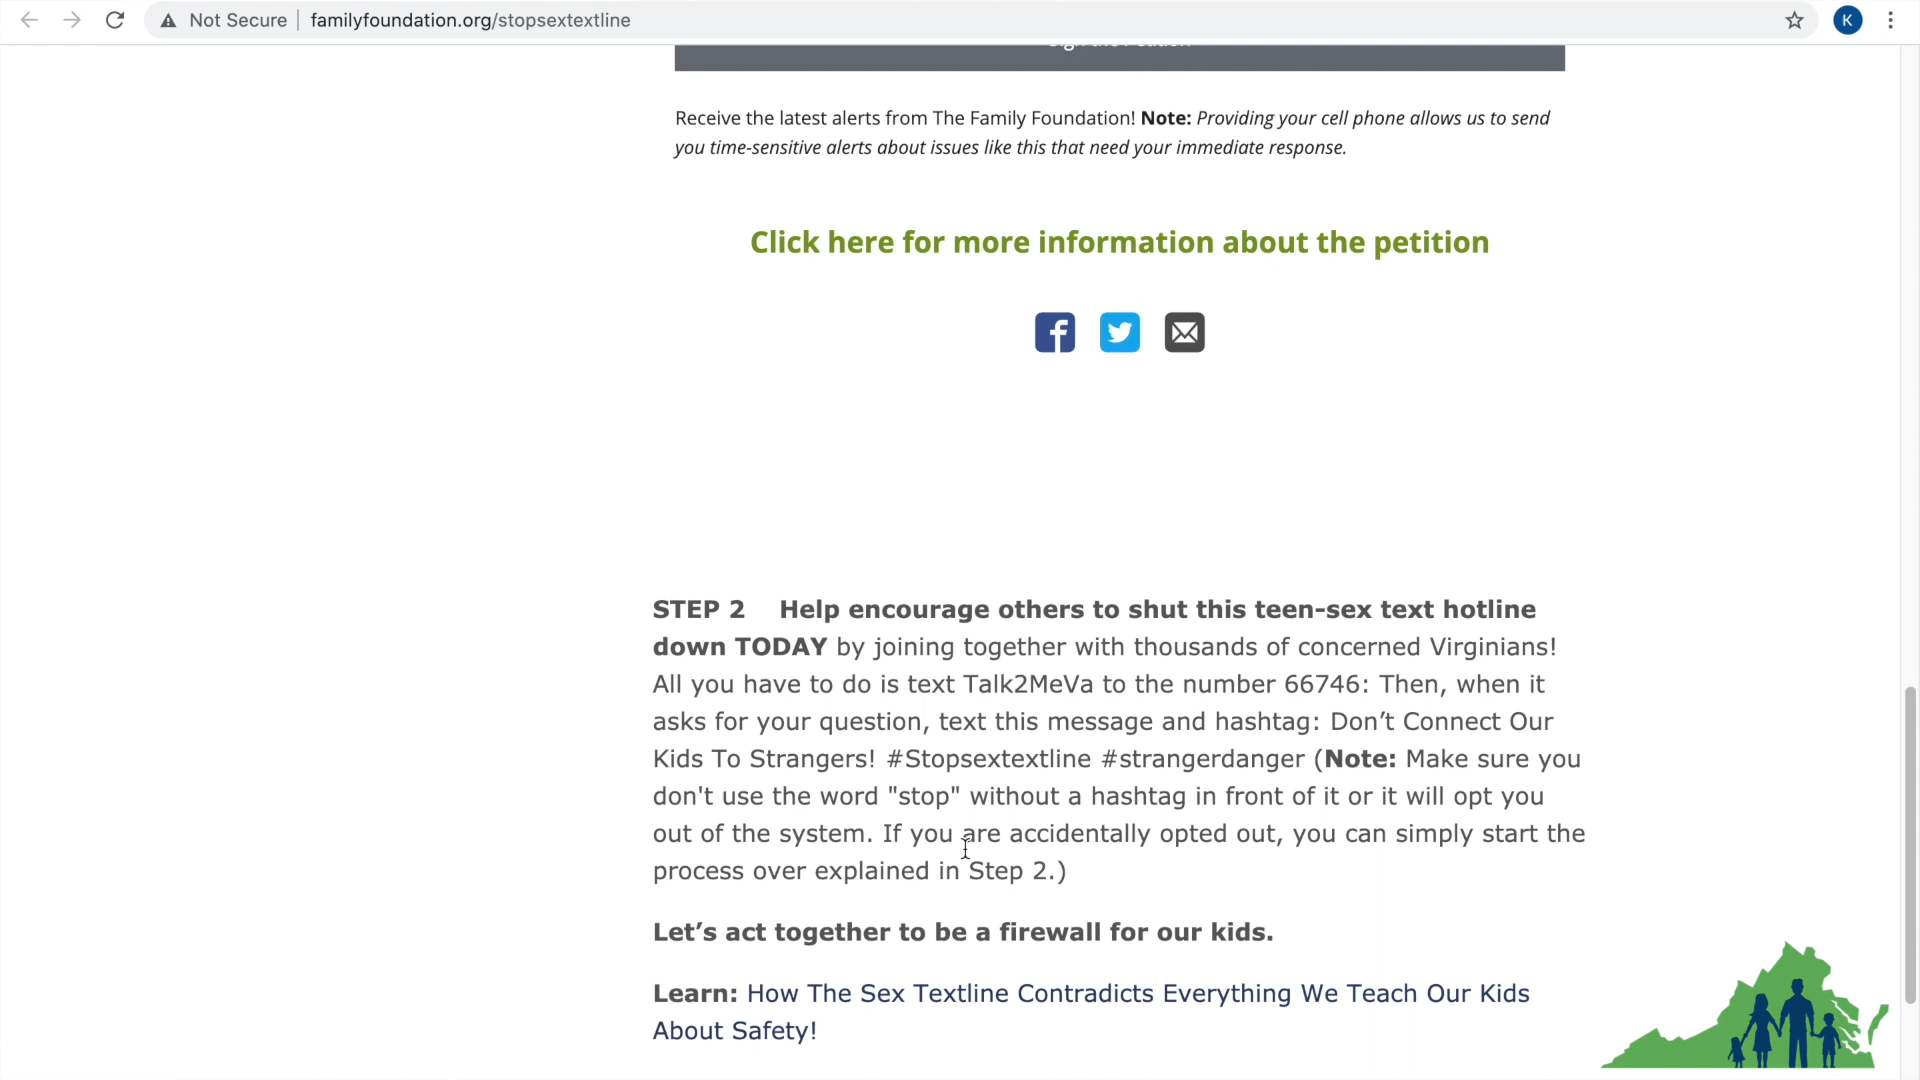 Not Secure | familyfoundation.org/stopsextextline
K
Sign the Petition
Receive the latest alerts from The Family Foundation! Note: Providing your cell phone allows us to send
you time-sensitive alerts about issues like this that need your immediate response.
Click here for more information about the petition
STEP 2 Help encourage others to shut this teen-sex text hotline
down TODAY by joining together with thousands of concerned Virginians!
All you have to do is text Talk2MeVa to the number 66746: Then, when it
asks for your question, text this message and hashtag: Don’t Connect Our
Kids To Strangers! #Stopsextextline #strangerdanger (Note: Make sure you
don't use the word "stop" without a hashtag in front of it or it will opt you
out of the system. If you are accidentally opted out, you can simply start the
process over explained in Step 2.)
Let’s act together to be a firewall for our kids.
Learn: How The Sex Textline Contradicts Everything We Teach Our Kids
About Safety!